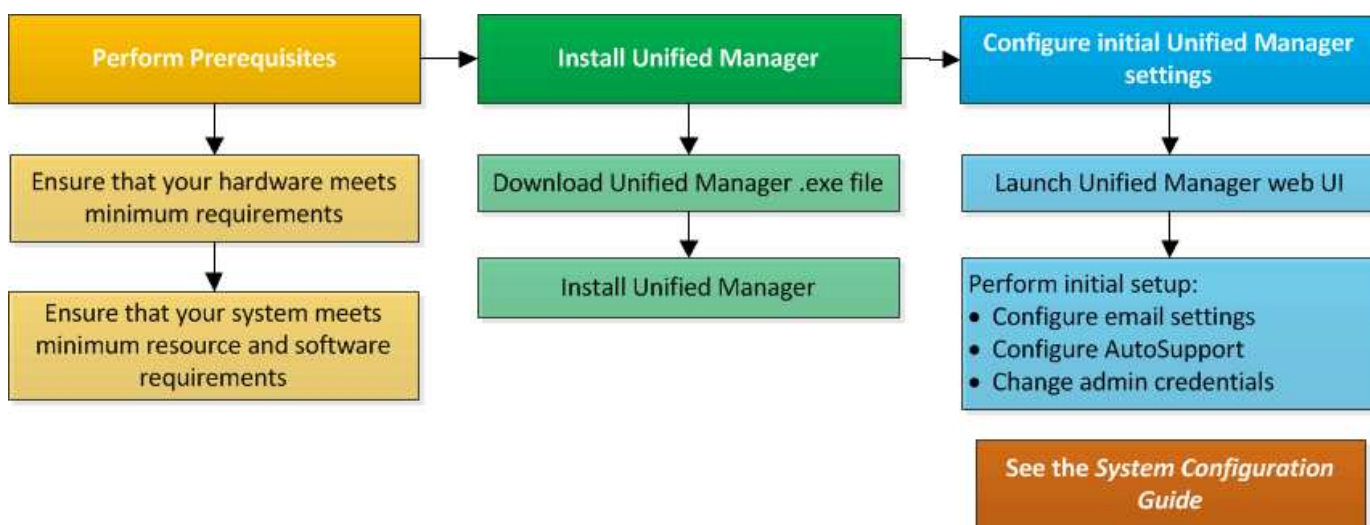 Perform Prerequisites
Ensure that your hardware meets
minimum requirements
Ensure that your system meets
minimum resource and software
requirements
Install Unified Manager
Download Unified Manager .exe file
Install Unified Manager
Configure initial Unified Manager
settings
Launch Unified Manager web UI
Perform initial setup:
• Configure email settings
• Configure AutoSupport
• Change admin credentials
See the System Configuration
Guide